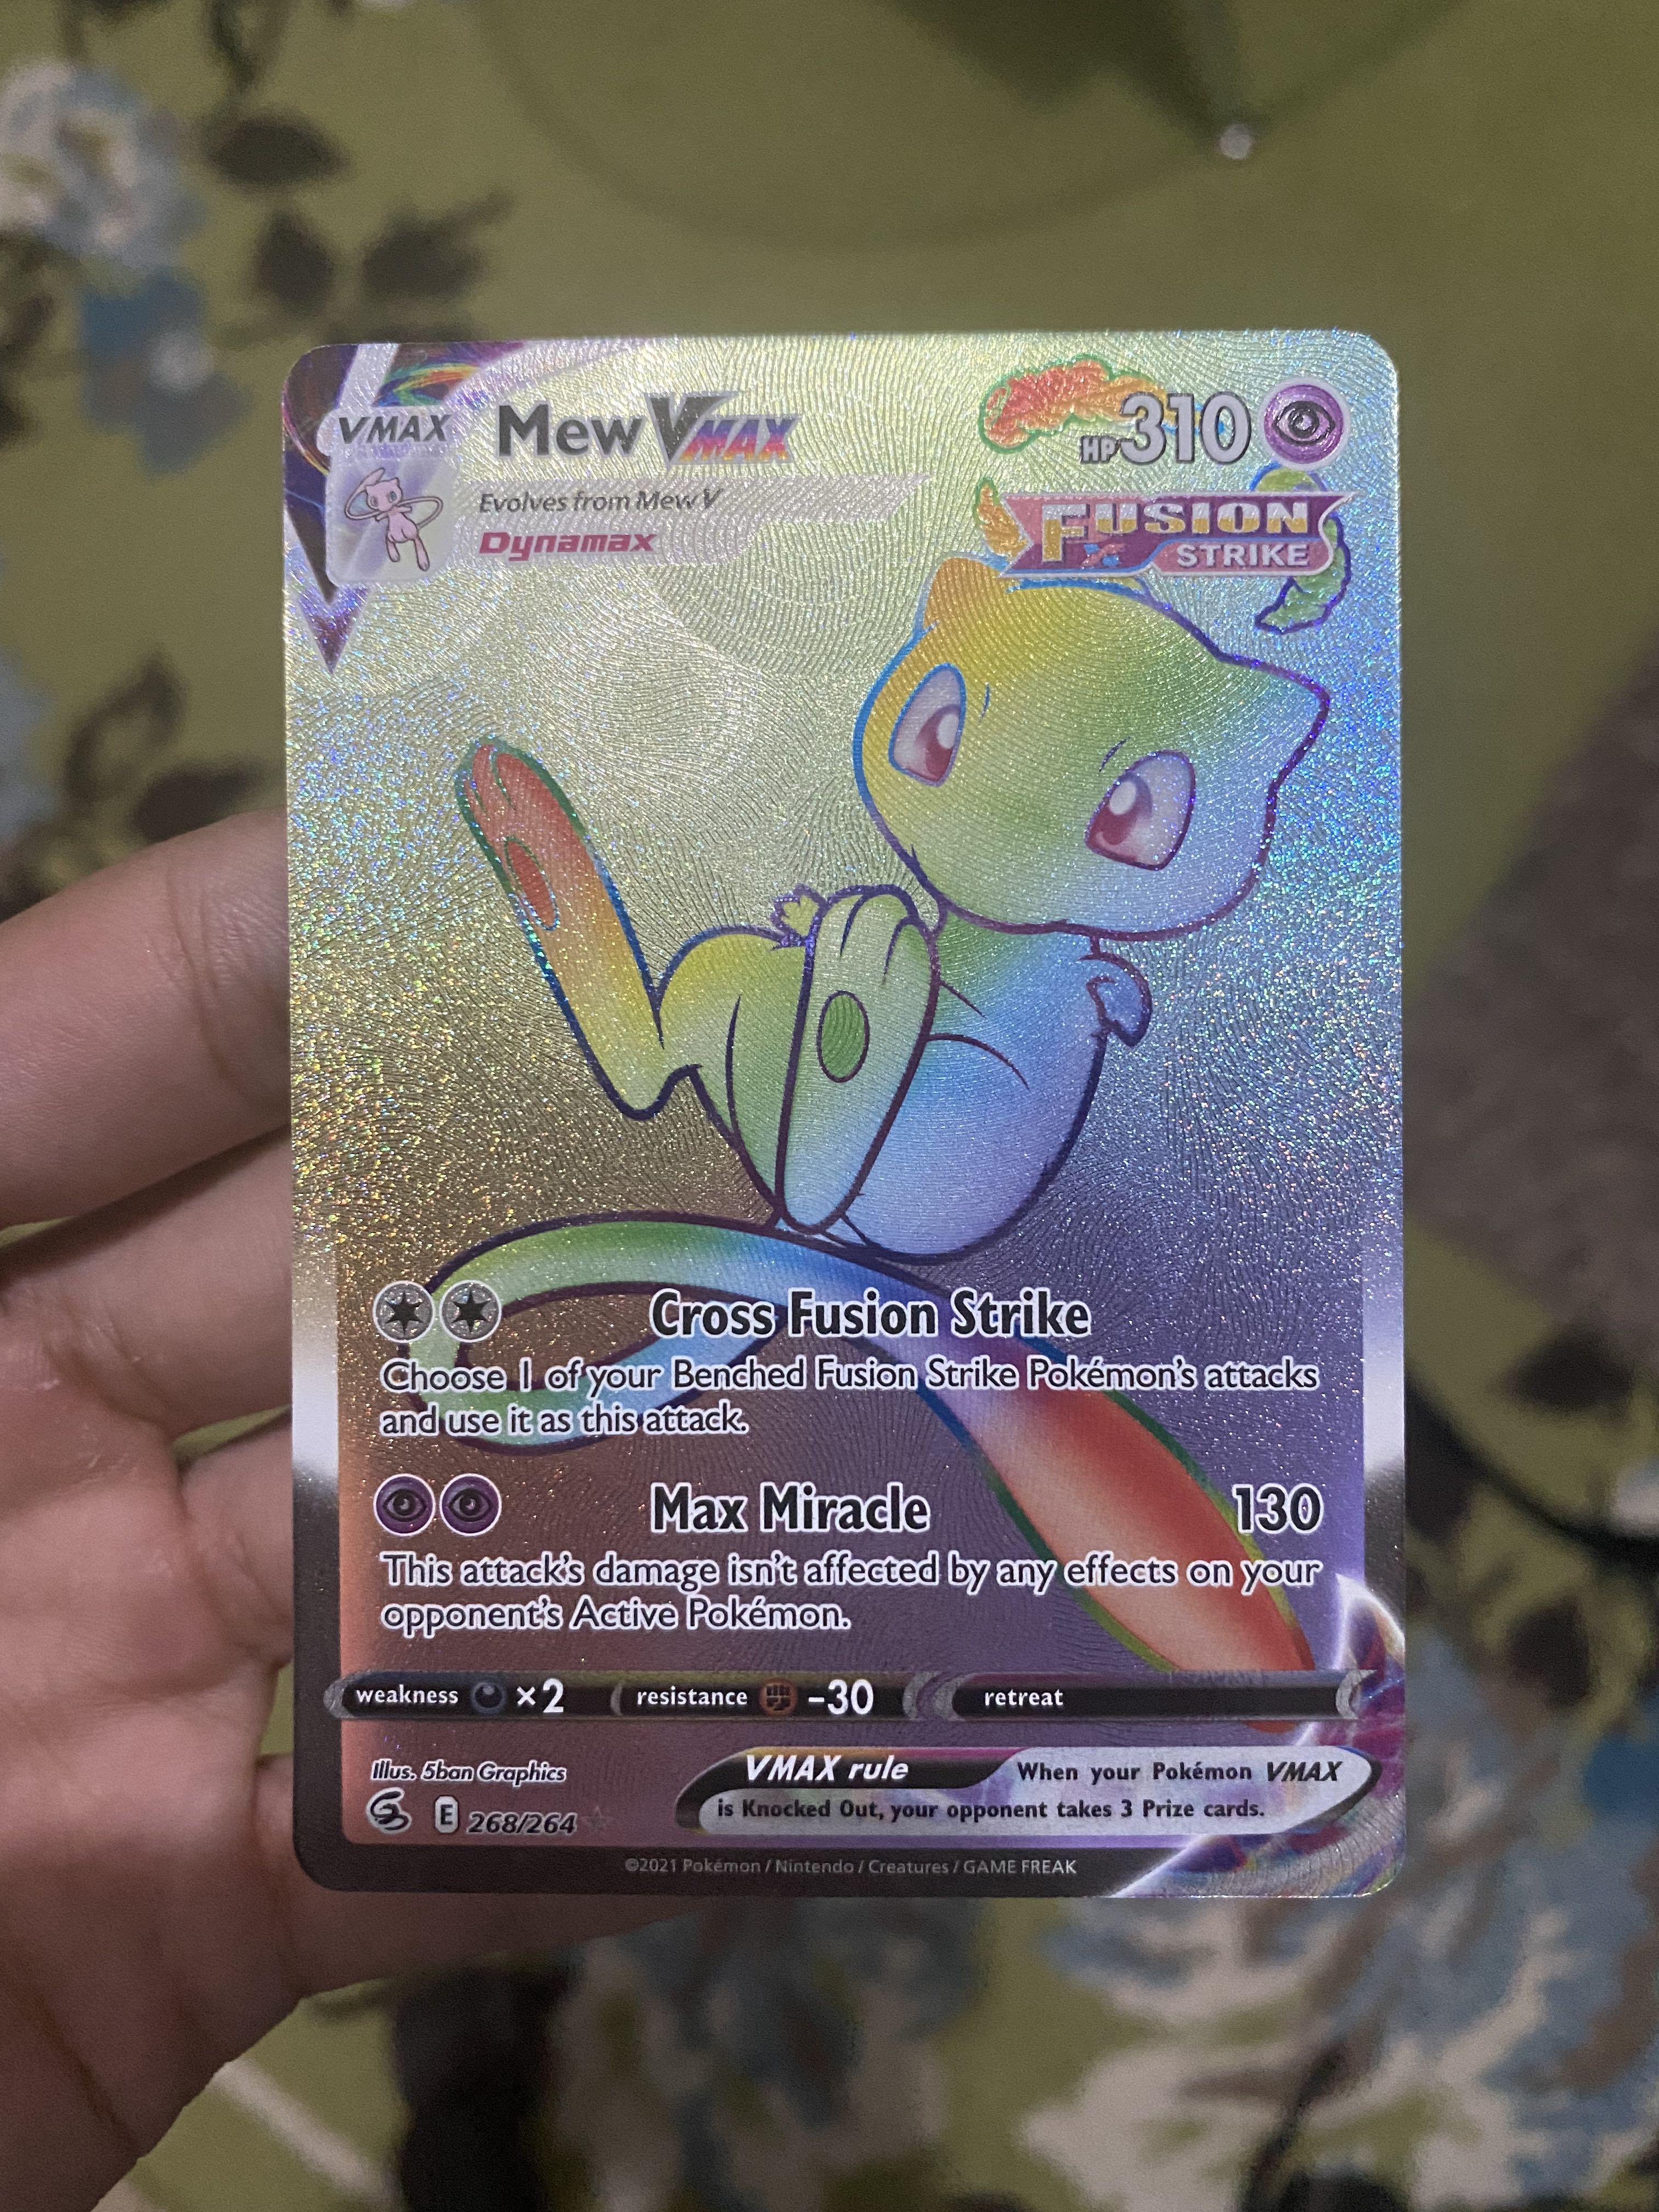 VMAX
Mew VMAX
HP 310
Evolves from Mew V
Dynamax
FUSION
STRIKE
Cross Fusion Strike
Choose 1 of your Benched Fusion Strike Pokémon's attacks
and use it as this attack.
Max Miracle 130
This attack's damage isn't affected by any effects on your
opponent's Active Pokémon.
weakness ×2 resistance -30 retreat
Illus. 5ban Graphics
VMAX rule When your Pokémon VMAX
is Knocked Out, your opponent takes 3 Prize cards.
E 268/264
©2021 Pokémon / Nintendo / Creatures / GAME FREAK